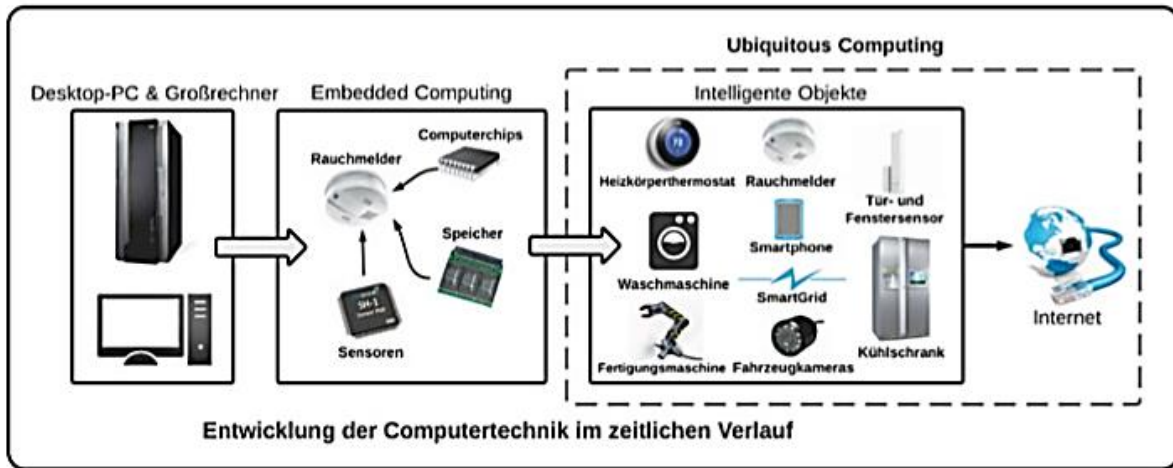 Ubiquitous Computing
Desktop-PC & Großrechner
Embedded Computing
Intelligente Objekte
Computerchips
Rauchmelder
Speicher
Sensoren
Heizkörperthermostat
Rauchmelder
Tür- und
Fenstersensor
Waschmaschine
Smartphone
SmartGrid
Fertigungsmaschine
Fahrzeugkameras
Kühlschrank
Internet
Entwicklung der Computertechnik im zeitlichen Verlauf